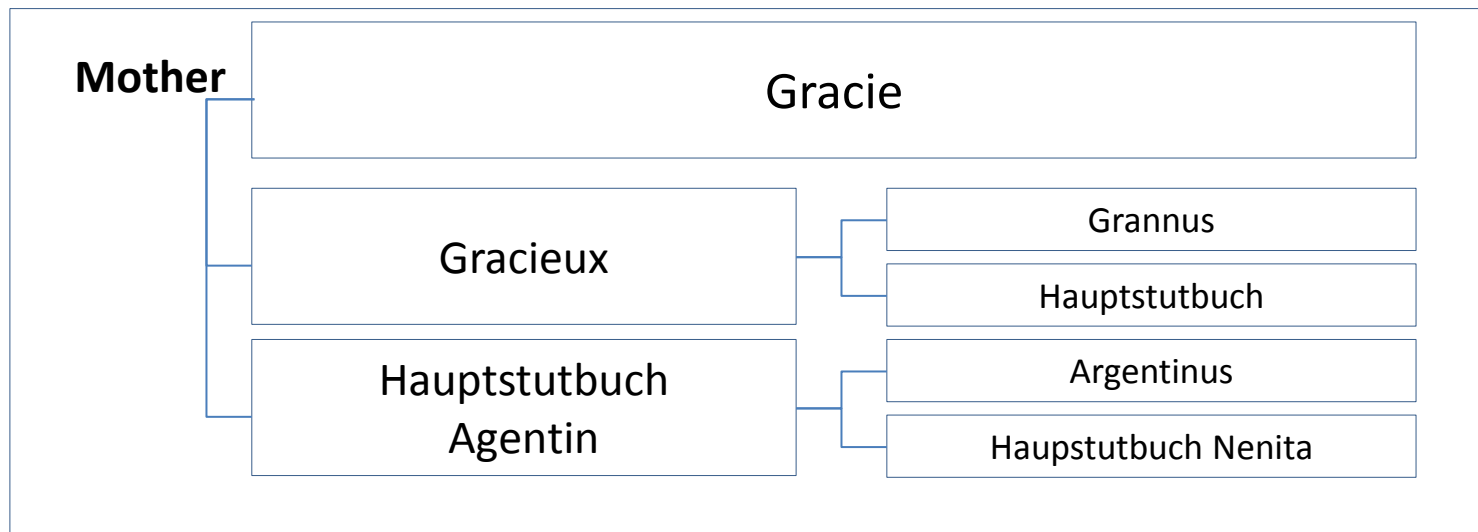 Mother
Gracie
Gracieux
Grannus
Hauptstutbuch
Hauptstutbuch
Agentin
Argentinus
Haupstutbuch Nenita